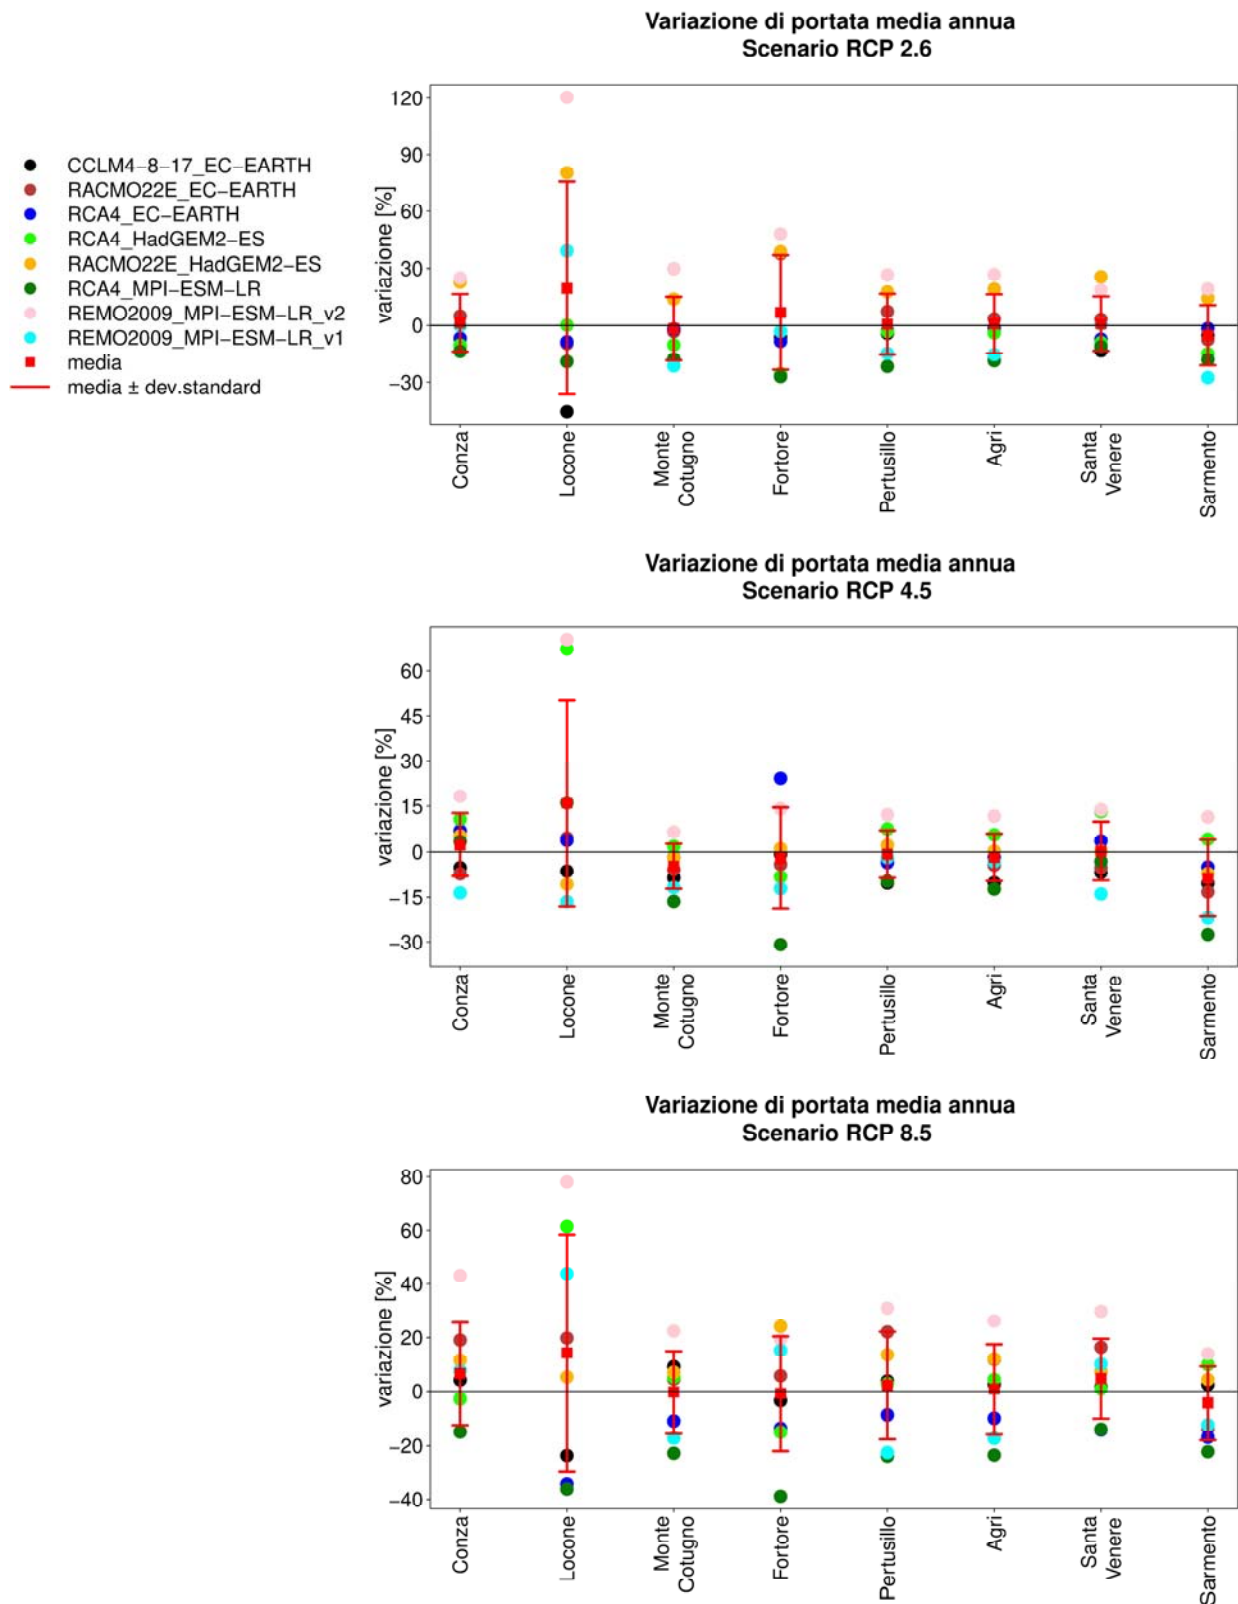 Variazione di portata media annua
Scenario RCP 2.6
CCLM4-8-17_EC-EARTH
RACMO22E_EC-EARTH
RCA4_EC-EARTH
RCA4_HadGEM2-ES
RACMO22E_HadGEM2-ES
RCA4_MPI-ESM-LR
REMO2009_MPI-ESM-LR_v2
REMO2009_MPI-ESM-LR_v1
media
media ± dev.standard
variazione [%]
120
90
60
30
0
-30
Conza
Locone
Monte
Cotugno
Fortore
Pertusillo
Agri
Santa
Venere
Sarmento
Variazione di portata media annua
Scenario RCP 4.5
variazione [%]
60
45
30
15
0
-15
-30
Conza
Locone
Monte
Cotugno
Fortore
Pertusillo
Agri
Santa
Venere
Sarmento
Variazione di portata media annua
Scenario RCP 8.5
variazione [%]
80
60
40
20
0
-20
-40
Conza
Locone
Monte
Cotugno
Fortore
Pertusillo
Agri
Santa
Venere
Sarmento